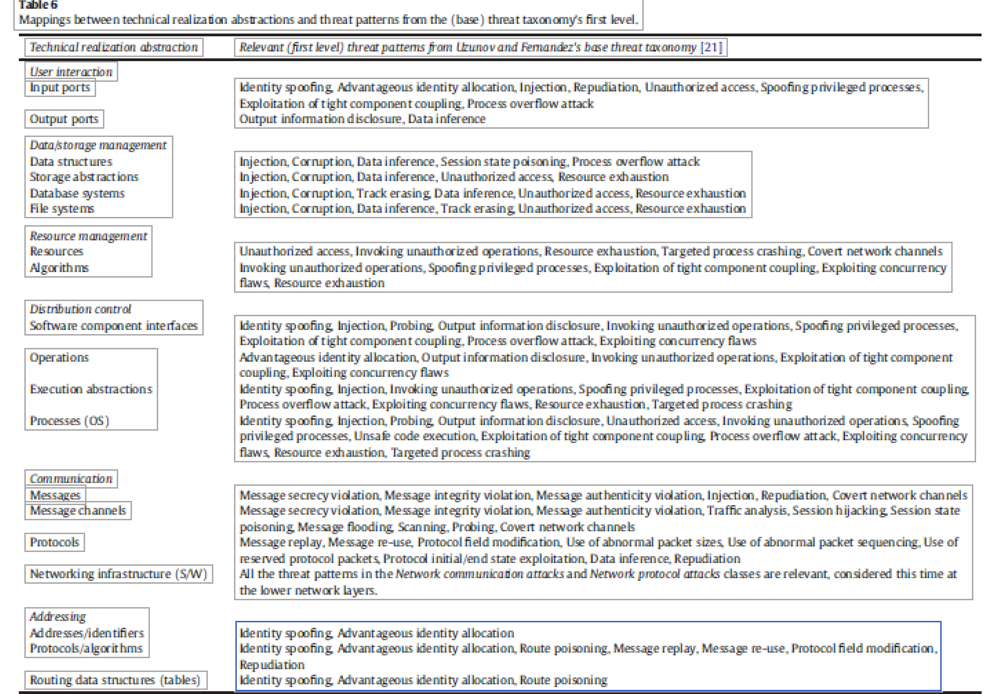 Table 6
Mappings between technical realization abstractions and threat patterns from the (base) threat taxonomy's first level.
Technical realization abstraction Relevant (first level) threat patterns from Uzunov and Fernandez's base threat taxonomy [21]
User interaction
Input ports Identity spoofing, Advantageous identity allocation, Injection, Repudiation, Unauthorized access, Spoofing privileged processes,
Exploitation of tight component coupling, Process overflow attack
Output ports Output information disclosure, Data inference
Data/storage management
Data structures Injection, Corruption, Data inference, Session state poisoning, Process overflow attack
Storage abstractions Injection, Corruption, Data inference, Unauthorized access, Resource exhaustion
Database systems Injection, Corruption, Track erasing, Data inference, Unauthorized access, Resource exhaustion
File systems Injection, Corruption, Data inference, Track erasing, Unauthorized access, Resource exhaustion
Resource management
Resources Unauthorized access, Invoking unauthorized operations, Resource exhaustion, Targeted process crashing, Covert network channels
Algorithms Invoking unauthorized operations, Spoofing privileged processes, Exploitation of tight component coupling, Exploiting concurrency
flaws, Resource exhaustion
Distribution control
Software component interfaces Identity spoofing, Injection, Probing, Output information disclosure, Invoking unauthorized operations, Spoofing privileged processes,
Exploitation of tight component coupling, Process overflow attack, Exploiting concurrency flaws
Operations Advantageous identity allocation, Output information disclosure, Invoking unauthorized operations, Exploitation of tight component
coupling, Exploiting concurrency flaws
Execution abstractions Identity spoofing, Injection, Invoking unauthorized operations, Spoofing privileged processes, Exploitation of tight component coupling,
Process overflow attack, Exploiting concurrency flaws, Resource exhaustion, Targeted process crashing
Processes (OS) Identity spoofing, Injection, Probing, Output information disclosure, Unauthorized access, Invoking unauthorized operations, Spoofing
privileged processes, Unsafe code execution, Exploitation of tight component coupling, Process overflow attack, Exploiting concurrency
flaws, Resource exhaustion, Targeted process crashing
Communication
Messages Message secrecy violation, Message integrity violation, Message authenticity violation, Injection, Repudiation, Covert network channels
Message channels Message secrecy violation, Message integrity violation, Message authenticity violation, Traffic analysis, Session hijacking, Session state
poisoning, Message flooding, Scanning, Probing, Covert network channels
Protocols Message replay, Message re-use, Protocol field modification, Use of abnormal packet sizes, Use of abnormal packet sequencing, Use of
reserved protocol packets, Protocol initial/end state exploitation, Data inference, Repudiation
Networking infrastructure (S/W) All the threat patterns in the Network communication attacks and Network protocol attacks classes are relevant, considered this time at
the lower network layers.
Addressing
Addresses/identifiers Identity spoofing, Advantageous identity allocation
Protocols/algorithms Identity spoofing, Advantageous identity allocation, Route poisoning, Message replay, Message re-use, Protocol field modification,
Repudiation
Routing data structures (tables) Identity spoofing, Advantageous identity allocation, Route poisoning